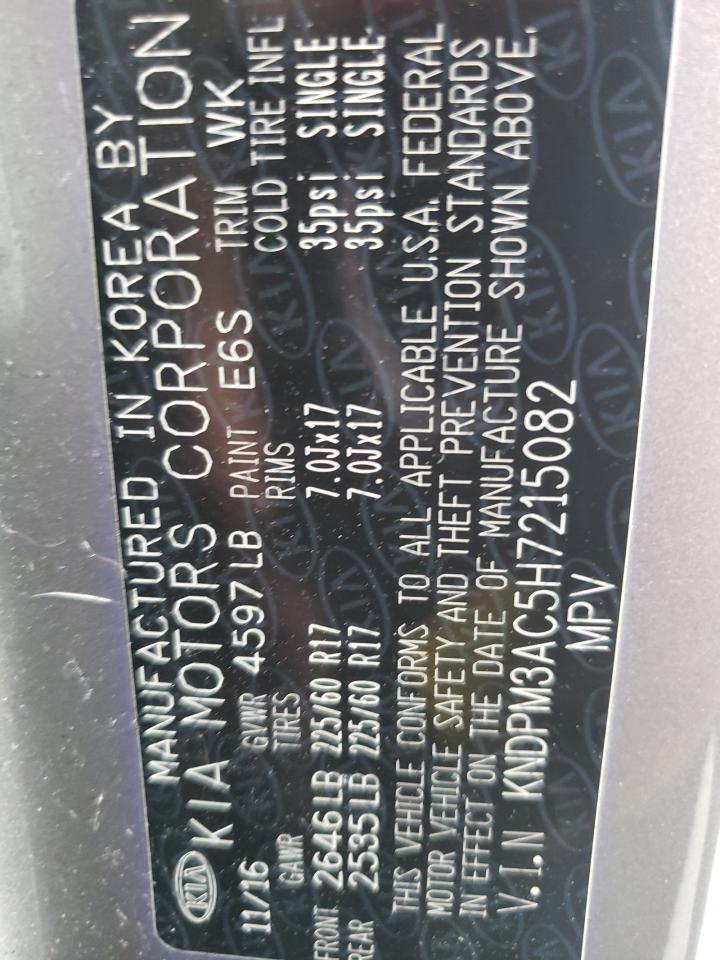 MANUFACTURED IN KOREA BY
KIA KIA MOTORS CORPORATION
11/16 GVWR 4597LB PAINT E6S TRIM WK
GAWR TIRES RIMS COLD TIRE INFL
FRONT 2646LB 225/60 R17 7.0Jx17 35psi SINGLE
REAR 2535LB 225/60 R17 7.0Jx17 35psi SINGLE
THIS VEHICLE CONFORMS TO ALL APPLICABLE U.S.A. FEDERAL
MOTOR VEHICLE SAFETY AND THEFT PREVENTION STANDARDS
IN EFFECT ON THE DATE OF MANUFACTURE SHOWN ABOVE.
V.I.N KNDPM3AC5H7215082
MPV